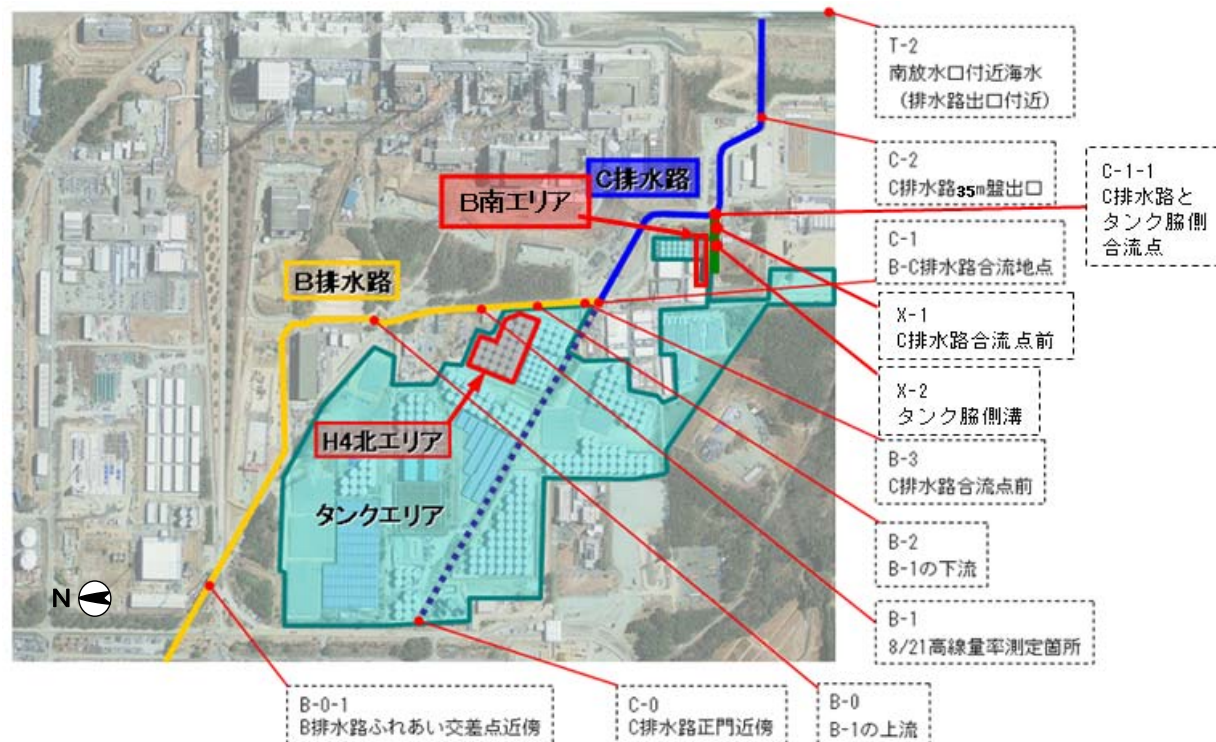 T-2
南放水口付近海水
(排水路出口付近)
C-2
C排水路35m盤出口
C-1-1
C排水路と
タンク脇側
合流点
C-1
B-C排水路合流地点
X-1
C排水路合流点前
X-2
タンク脇側溝
B-3
C排水路合流点前
B-2
B-1の下流
B-1
8/21高線量率測定箇所
B-0
B-1の上流
C-0
C排水路正門近傍
B-0-1
B排水路ふれあい交差点近傍
C排水路
B南エリア
B排水路
H4北エリア
タンクエリア
N